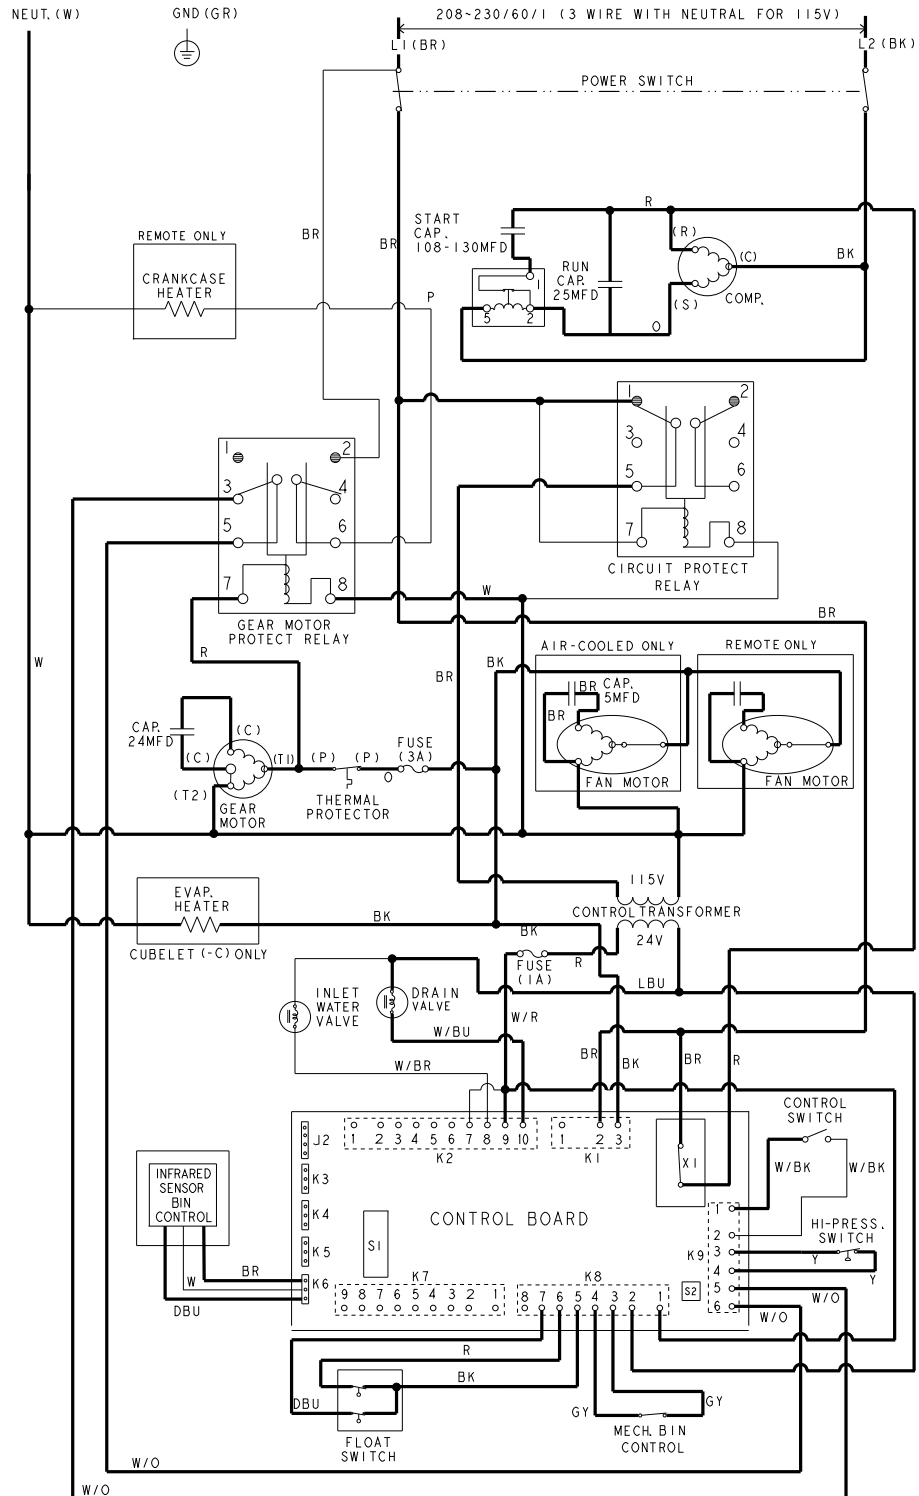 NEUT. (W)
GND (GR)
208~230/60/1 (3 WIRE WITH NEUTRAL FOR 115V)
L1 (BR)
L2 (BK)
POWER SWITCH
R
START
CAP.
108-130MFD
BR
BR
(R)
(C)
BK
REMOTE ONLY
CRANKCASE
HEATER
P
1
RUN
CAP.
25MFD
5
2
(S)
COMP.
O
1
2
3
4
5
6
7
8
CIRCUIT PROTECT
RELAY
1
2
3
4
5
6
7
8
GEAR MOTOR
PROTECT RELAY
W
BR
W
R
BR
BK
AIR-COOLED ONLY
REMOTE ONLY
BR
CAP.
5MFD
BR
FAN MOTOR
FAN MOTOR
CAP.
24MFD
(C)
(C)
(T1)
(T2)
GEAR
MOTOR
(P)
(P)
O
FUSE
(3A)
THERMAL
PROTECTOR
115V
CONTROL TRANSFORMER
24V
EVAP.
HEATER
CUBELET (-C) ONLY
BK
BK
FUSE
(1A)
R
LBU
INLET
WATER
VALVE
DRAIN
VALVE
W/R
W/BU
W/BR
BR
BK
BR
R
CONTROL
SWITCH
W/BK
W/BK
J2
1 2 3 4 5 6 7 8 9 10
K2
1 2 3
K1
X1
K3
K4
K5
K6
INFRARED
SENSOR
BIN
CONTROL
BR
W
DBU
S1
CONTROL BOARD
K9
1
2
3
4
5
6
S2
HI-PRESS.
SWITCH
Y
Y
W/O
W/O
K7
9 8 7 6 5 4 3 2 1
K8
8 7 6 5 4 3 2 1
R
BK
DBU
FLOAT
SWITCH
GY
GY
MECH. BIN
CONTROL
W/O
W/O